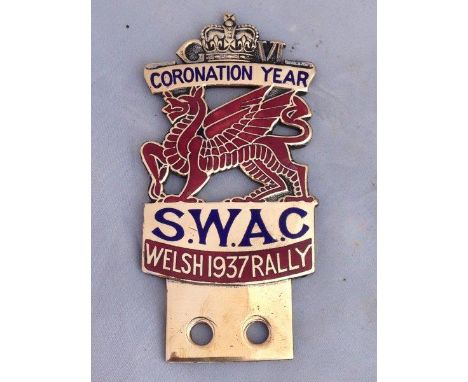 G VI
CORONATION YEAR
S.W.A.C
WELSH 1937 RALLY